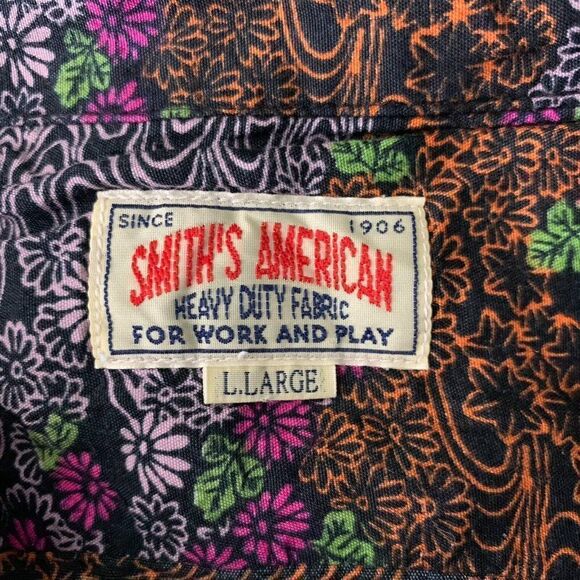 SINCE 1906
SMITH'S AMERICAN
HEAVY DUTY FABRIC
FOR WORK AND PLAY
L.LARGE